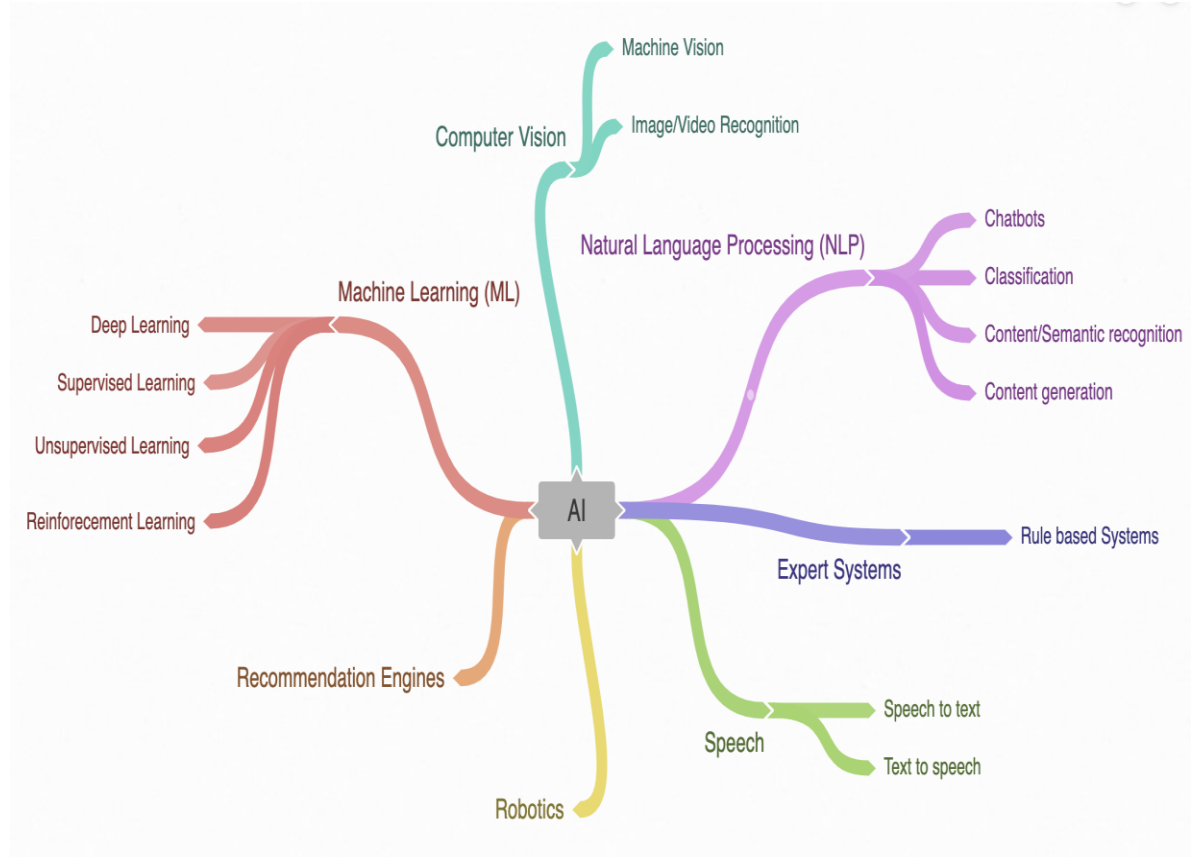 Machine Vision
Image/Video Recognition
Computer Vision
Chatbots
Natural Language Processing (NLP)
Classification
Machine Learning (ML)
Deep Learning
Content/Semantic recognition
Supervised Learning
Content generation
Unsupervised Learning
AI
Reinforecement Learning
Rule based Systems
Expert Systems
Recommendation Engines
Speech to text
Speech
Text to speech
Robotics